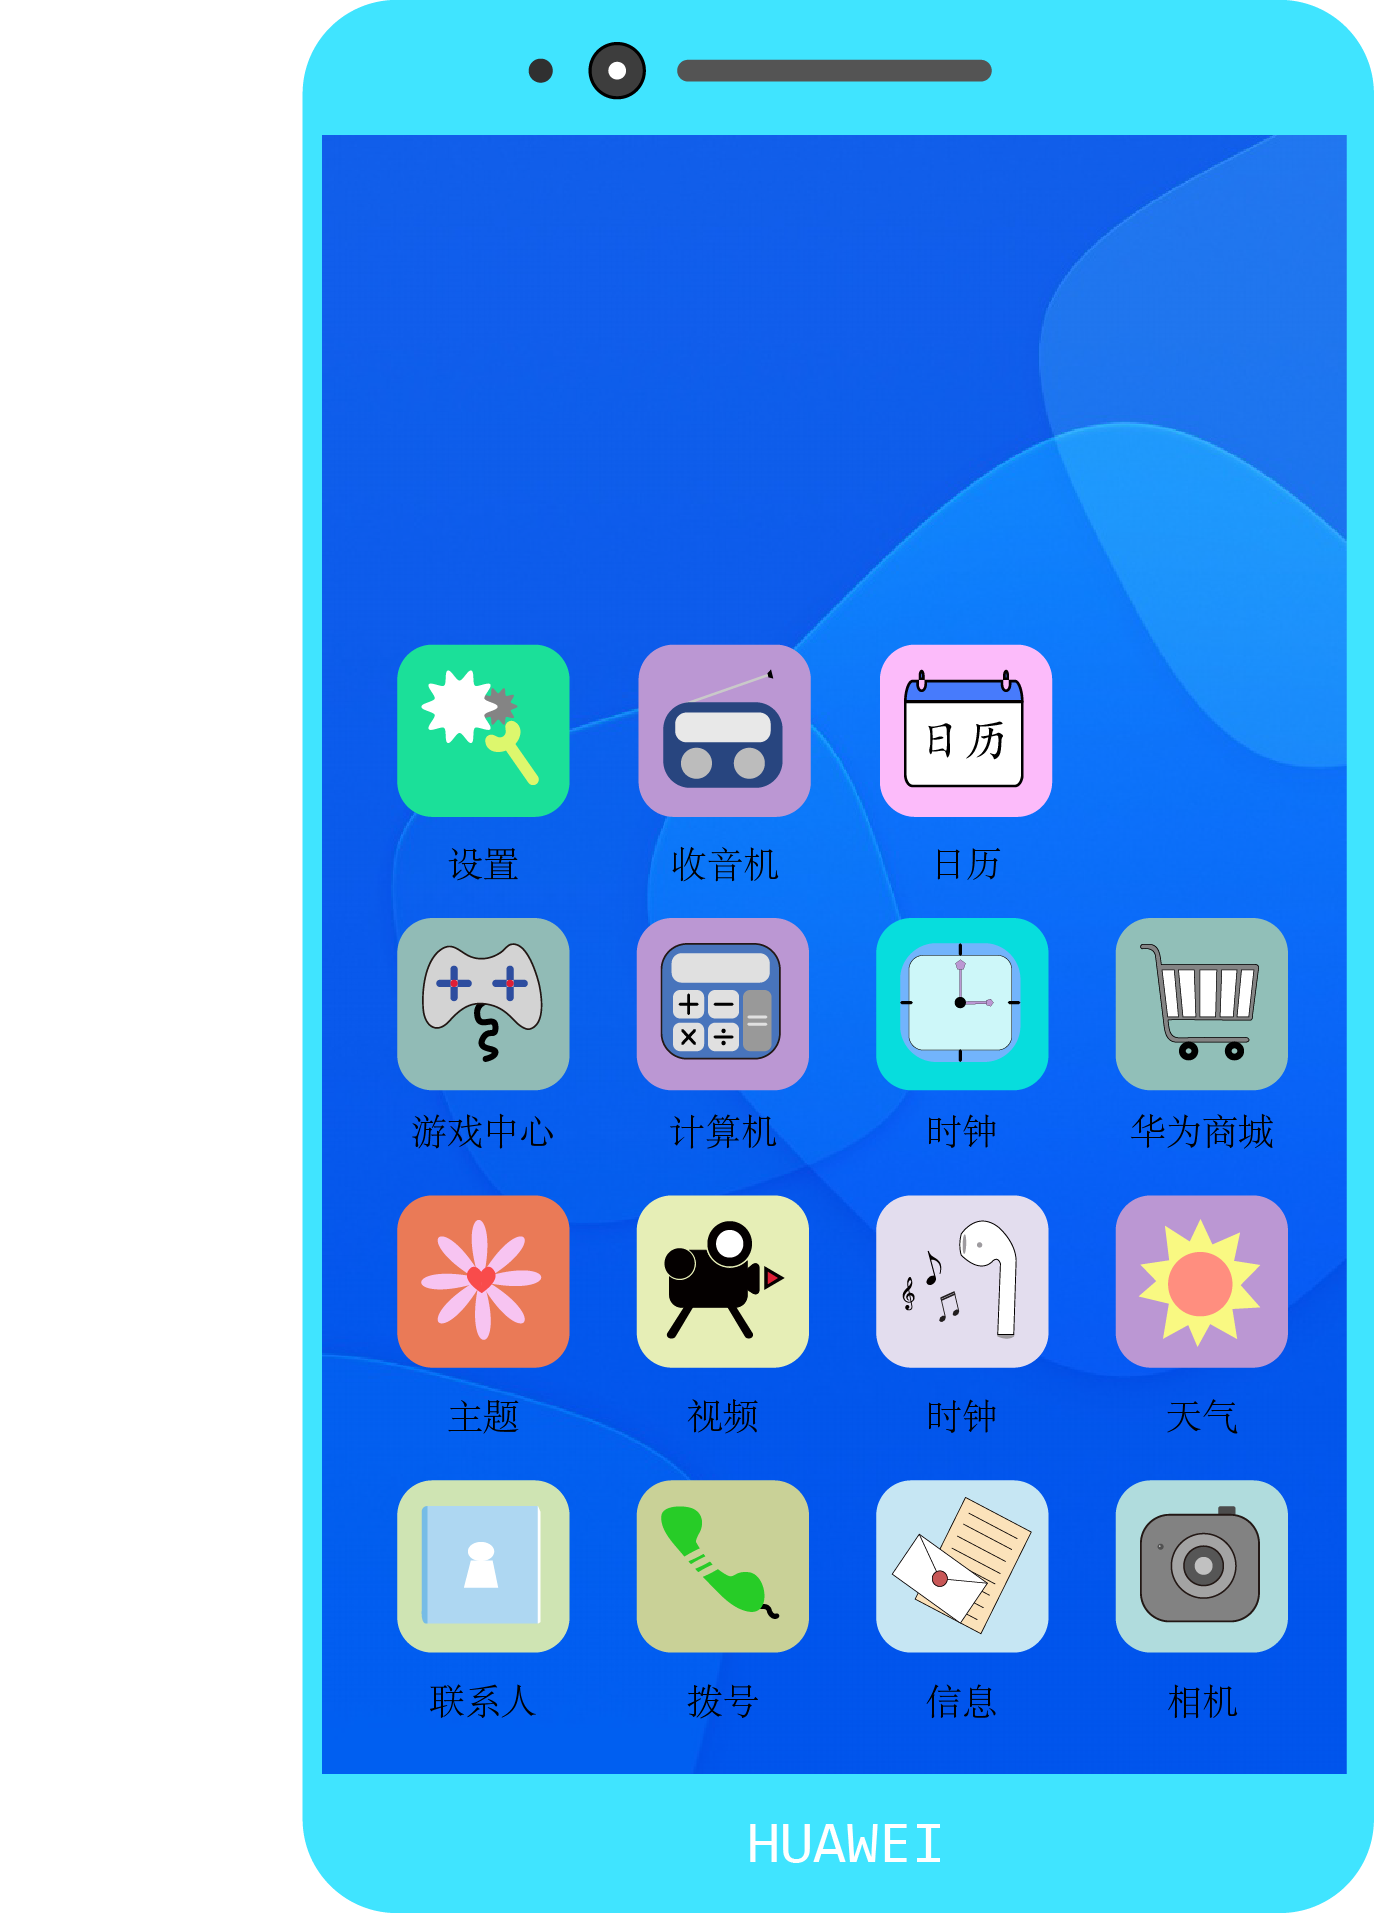 日历
设置 收音机 日历
游戏中心 计算机 时钟 华为商城
主题 视频 时钟 天气
联系人 拨号 信息 相机
HUAWEI